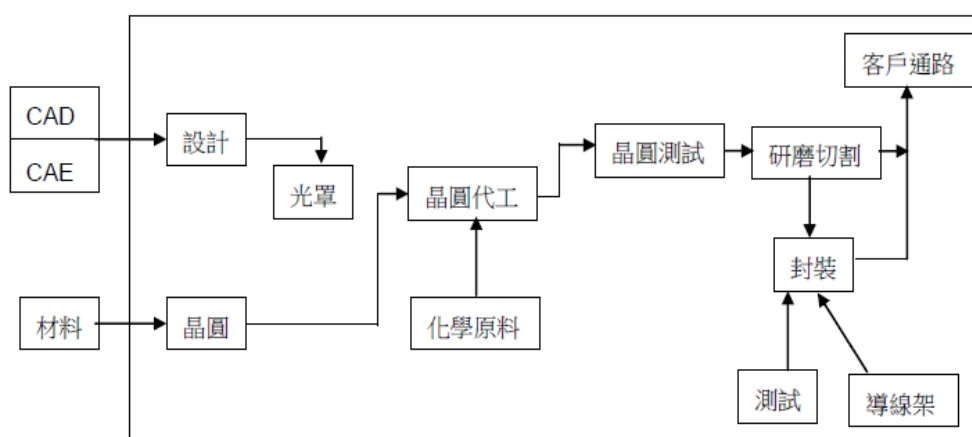 客戶通路
CAD
CAE
設計
光罩
晶圓測試
研磨切割
晶圓代工
封裝
材料
晶圓
化學原料
測試
導線架